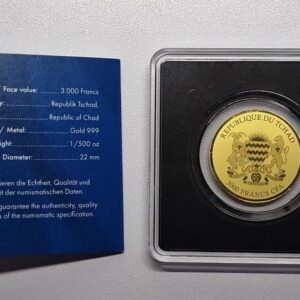 / Face value: 3.000 Francs
y: Republik Tschad,
Republic of Chad
/ Metal: Gold 999
ght: 1/500 oz
Diameter: 22 mm
ieren die Echtheit, Qualität und
it der numismatischen Daten.
guarantee the authenticity, quality
s of the numismatic specification.
REPUBLIQUE DU TCHAD
3000 FRANCS CFA